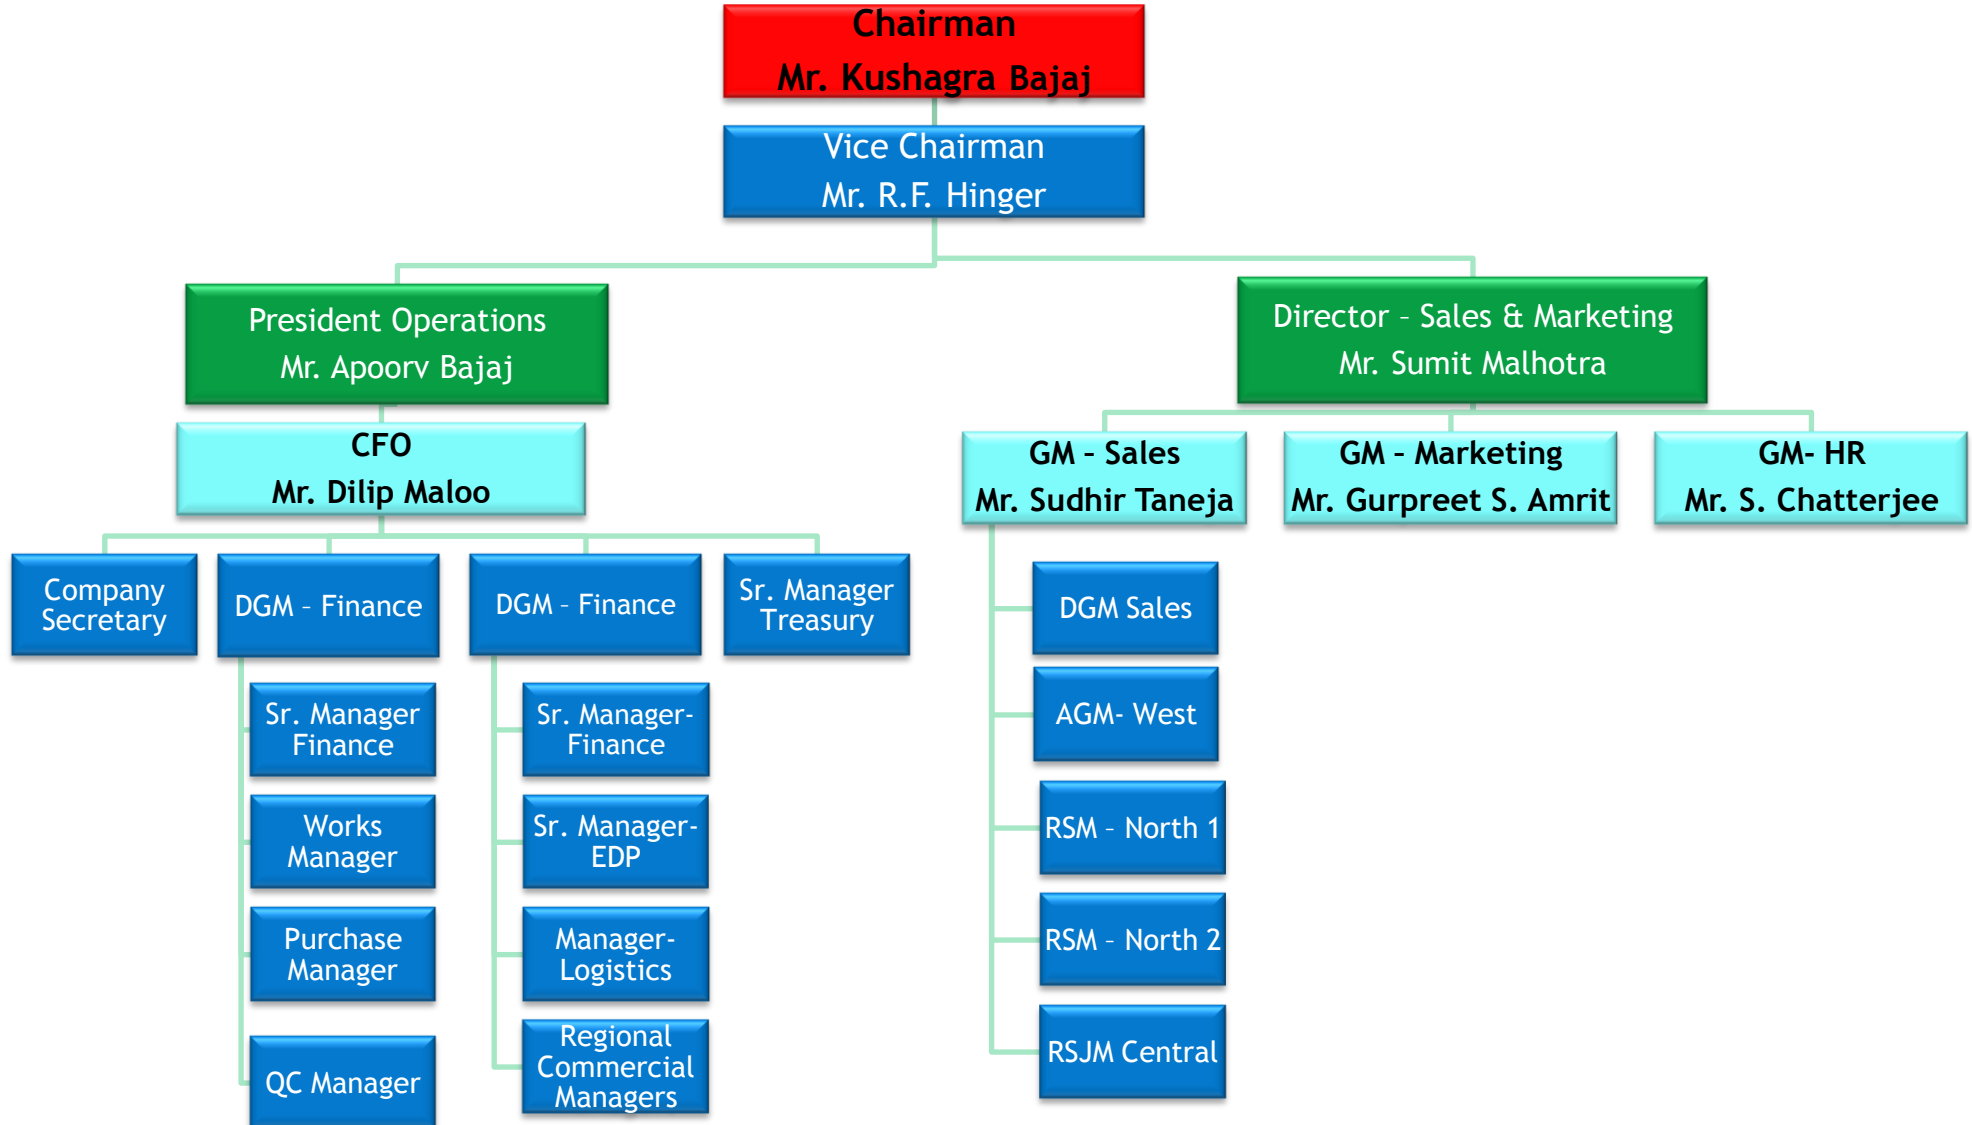 Chairman
Mr. Kushagra Bajaj
Vice Chairman
Mr. R.F. Hinger
President Operations
Mr. Apoorv Bajaj
Director – Sales & Marketing
Mr. Sumit Malhotra
CFO
Mr. Dilip Maloo
GM – Sales
Mr. Sudhir Taneja
GM – Marketing
Mr. Gurpreet S. Amrit
GM- HR
Mr. S. Chatterjee
Company
Secretary
DGM – Finance
DGM – Finance
Sr. Manager
Treasury
Sr. Manager
Finance
Works
Manager
Purchase
Manager
QC Manager
Sr. Manager-
Finance
Sr. Manager-
EDP
Manager-
Logistics
Regional
Commercial
Managers
DGM Sales
AGM- West
RSM – North 1
RSM – North 2
RSJM Central